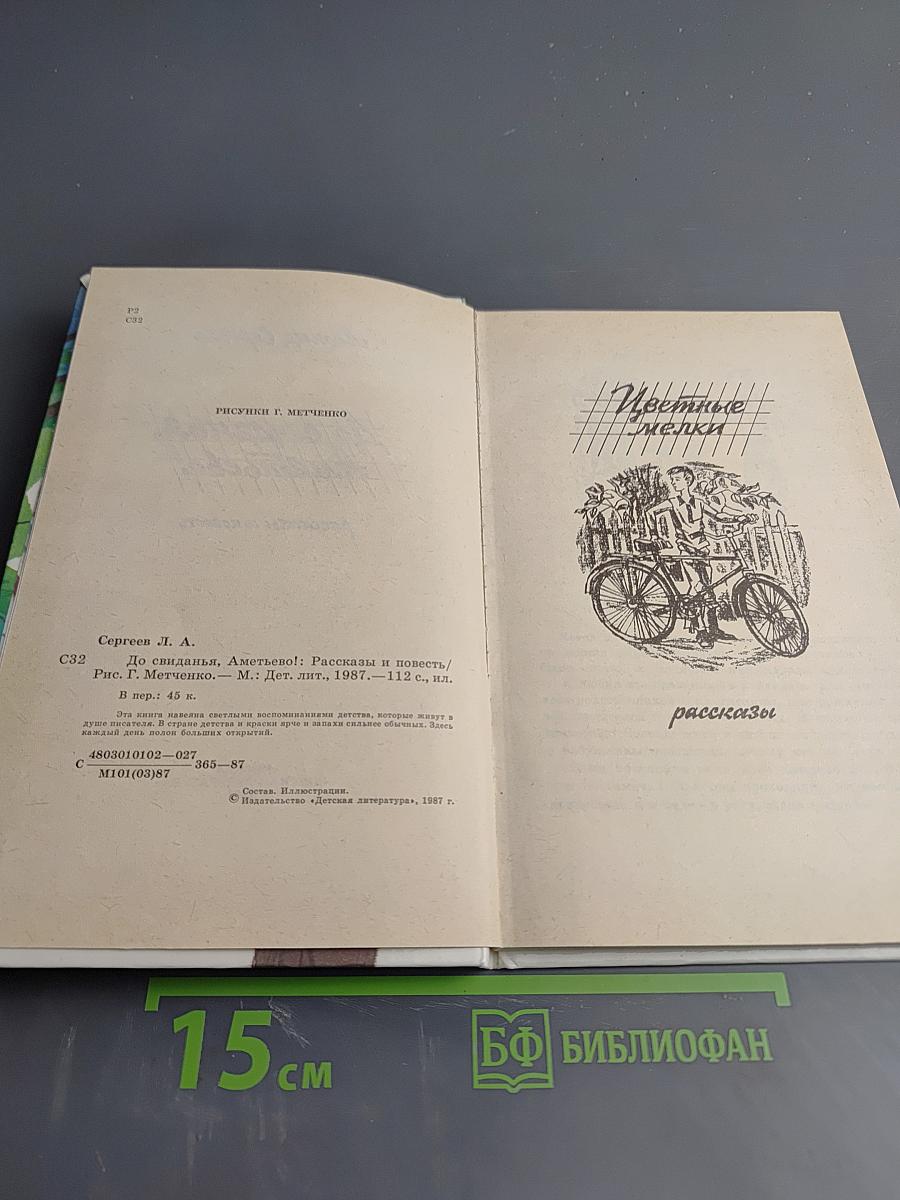 Р2
С32
РИСУНКИ Г. МЕТЧЕНКО
Сергеев Л. А.
С32 До свиданья, Аметьево!: Рассказы и повесть/
Рис. Г. Метченко.— М.: Дет. лит., 1987.—112 с., ил.
В пер.: 45 к.
Эта книга навеяна светлыми воспоминаниями детства, которые живут в
душе писателя. В стране детства и краски ярче и запахи сильнее обычных. Здесь
каждый день полон больших открытий.
С 4803010102—027 365—87
М101(03)87
Состав. Иллюстрации.
© Издательство «Детская литература», 1987 г.
Цветные
мелки
рассказы
15 см
БФ БИБЛИОФАН